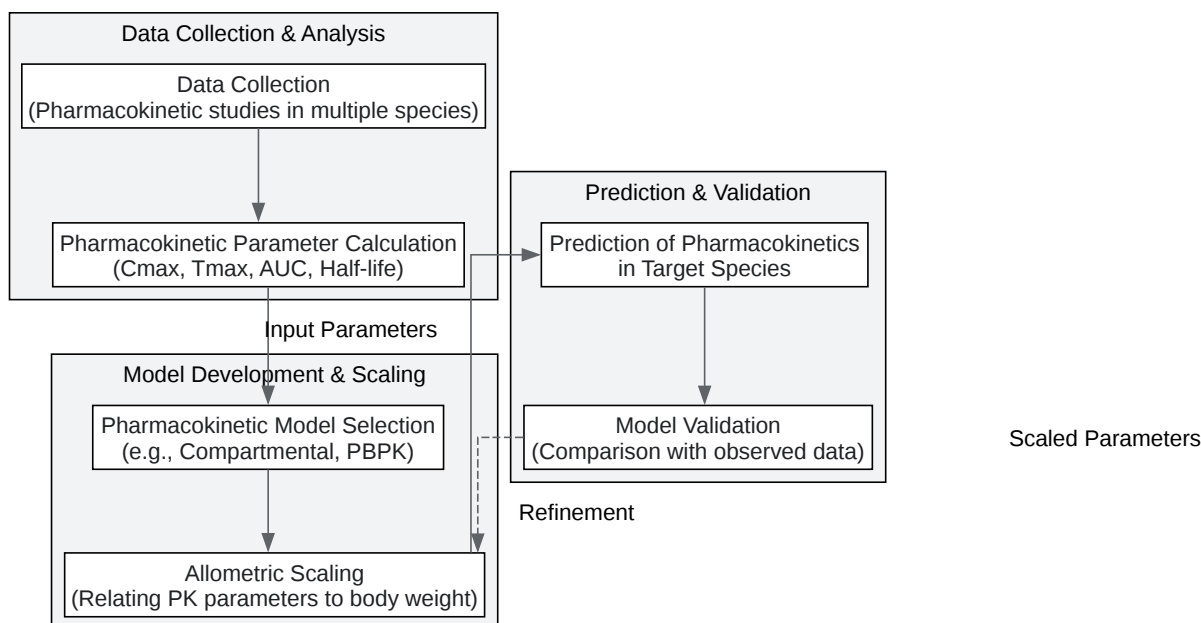 Data Collection & Analysis
Data Collection
(Pharmacokinetic studies in multiple species)
Pharmacokinetic Parameter Calculation
(Cmax, Tmax, AUC, Half-life)
Input Parameters
Model Development & Scaling
Pharmacokinetic Model Selection
(e.g., Compartmental, PBPK)
Allometric Scaling
(Relating PK parameters to body weight)
Prediction & Validation
Prediction of Pharmacokinetics
in Target Species
Model Validation
(Comparison with observed data)
Refinement
Scaled Parameters